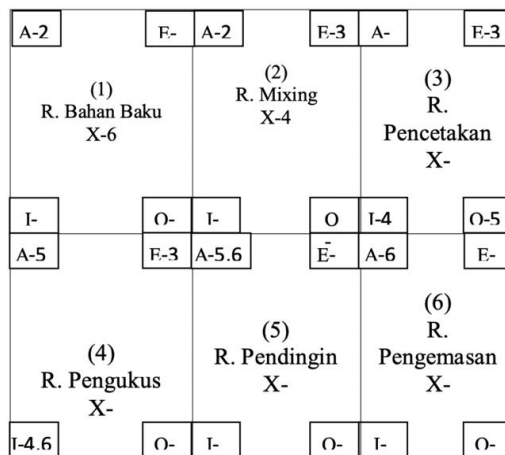 A-2 E- A-2 E-3 A- E-3
(1)
R. Bahan Baku
X-6
(2)
R. Mixing
X-4
(3)
R.
Pencetakan
X-
I- O- I- O
-
I-4 O-5
A-5 E-3 A-5.6 E- A-6 E-
(4)
R. Pengukus
X-
(5)
R. Pendingin
X-
(6)
R.
Pengemasan
X-
I-4.6 O- I- O- I- O-